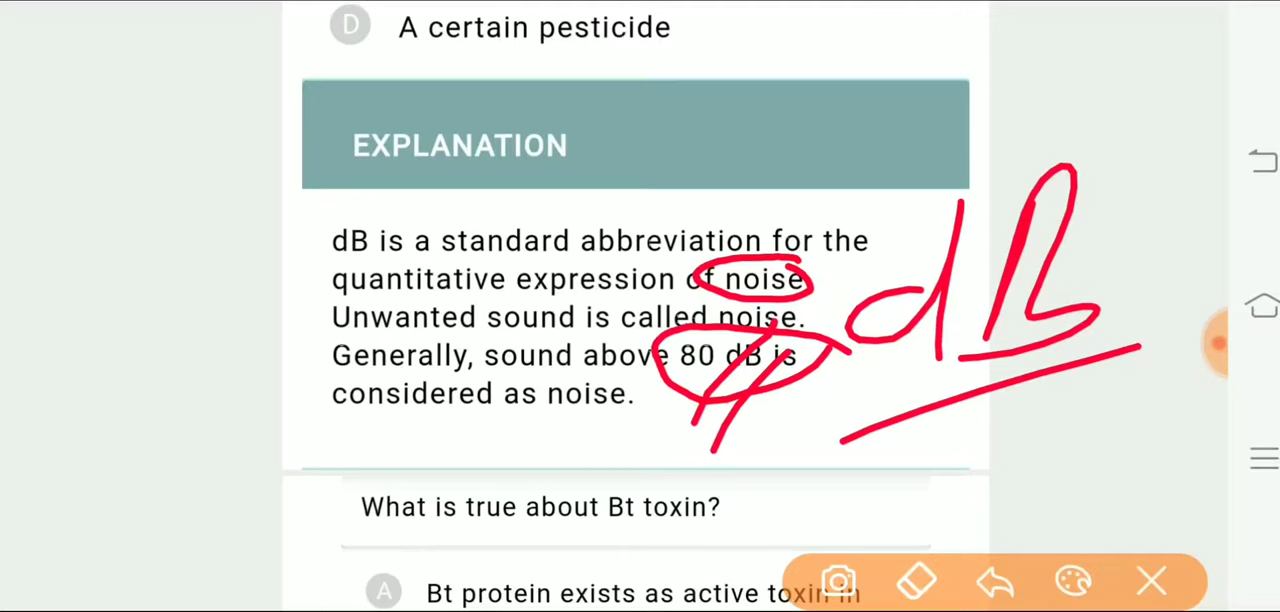 D A certain pesticide
EXPLANATION
dB is a standard abbreviation for the
quantitative expression of noise
Unwanted sound is called noise.
Generally, sound above 80 dB is
considered as noise.
dB
What is true about Bt toxin?
A Bt protein exists as active toxin in